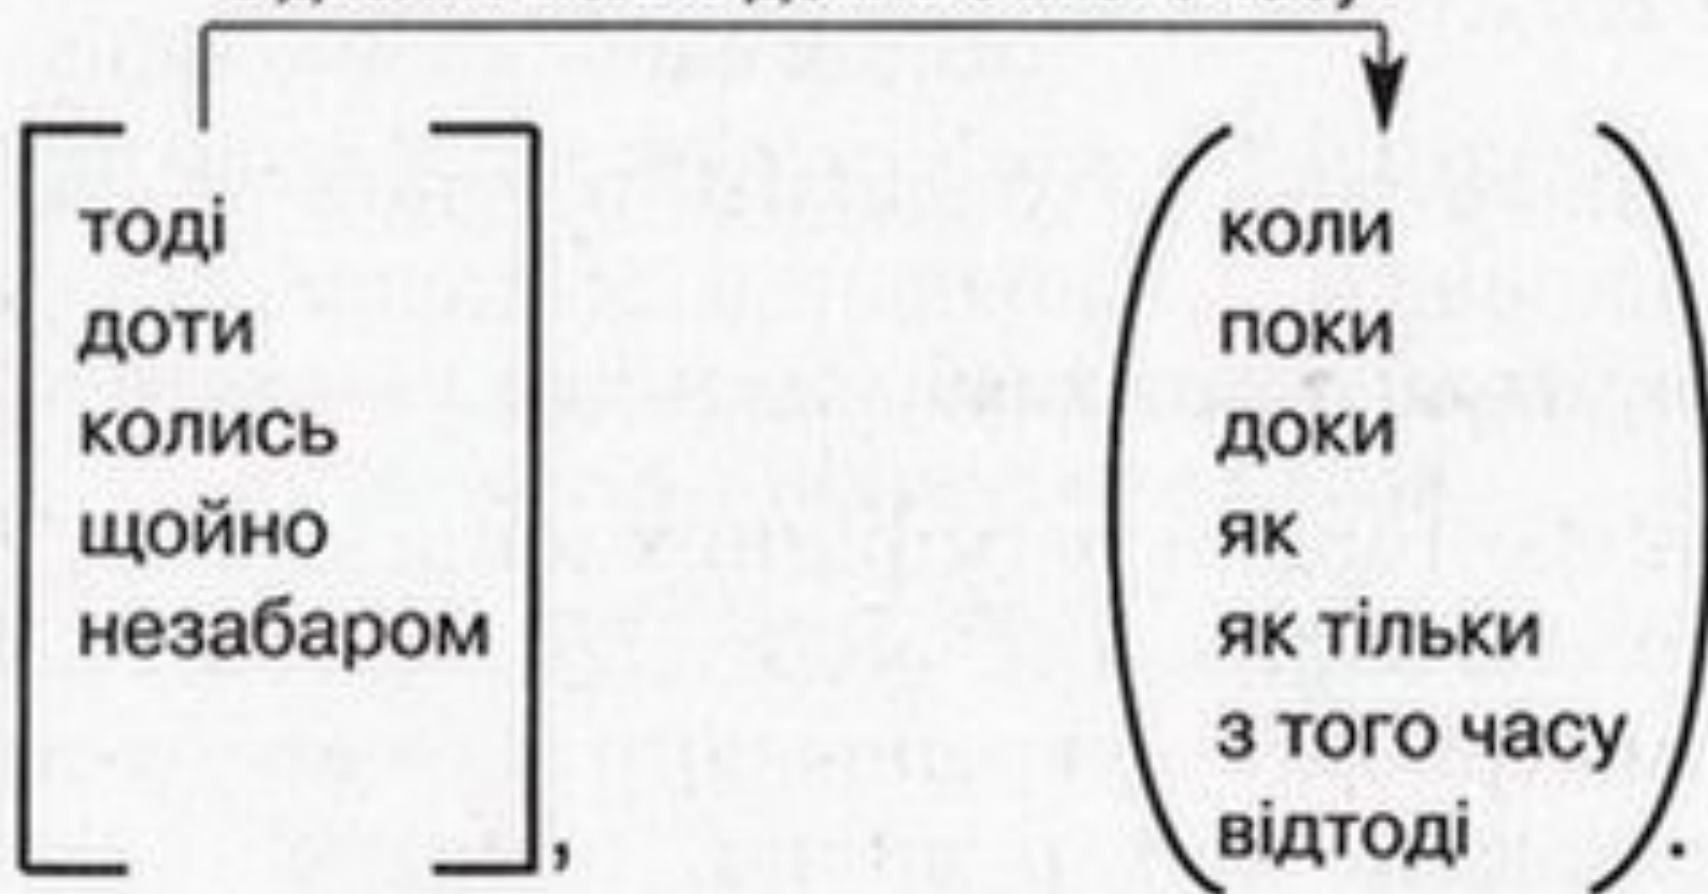 тоді
доти
колись
щойно
незабаром
,
коли
поки
доки
як
як тільки
з того часу
відтоді
.